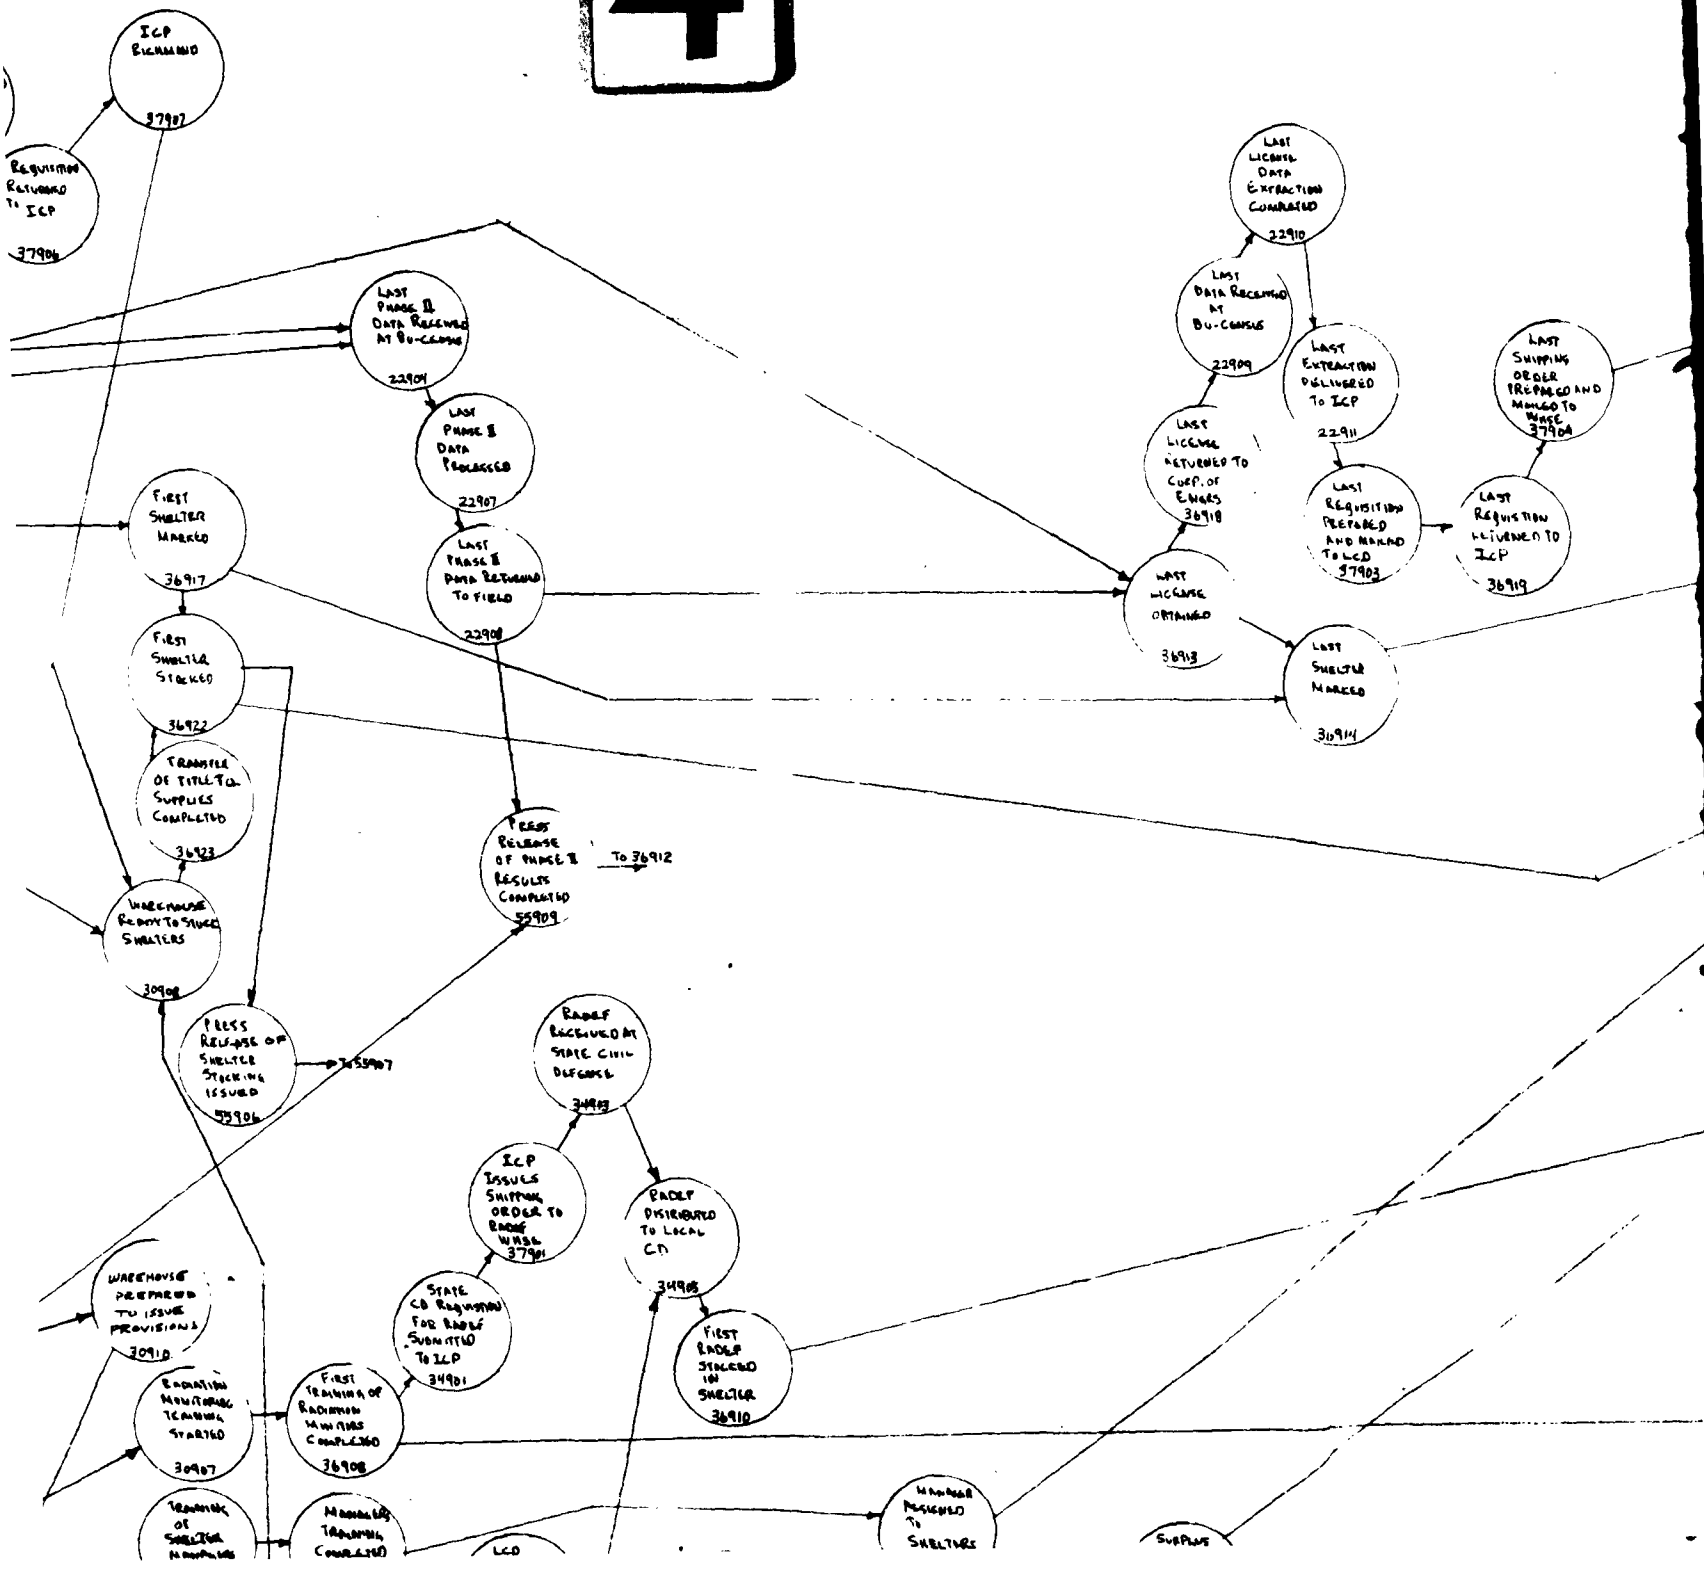 4
ICP
RICHMOND
37907
REQUISITION
RETURNED
TO ICP
37906
LAST
PHASE II
DATA RECEIVED
AT BU-CENSUS
22904
LAST
PHASE II
DATA
PROCESSED
22907
LAST
PHASE II
DATA RETURNED
TO FIELD
22908
FIRST
SHELTER
MARKED
36917
FIRST
SHELTER
STOCKED
36922
TRANSFER
OF TITLE TO
SUPPLIES
COMPLETED
36923
WAREHOUSE
READY TO STOCK
SHELTERS
30908
PRESS
RELEASE OF
SHELTER
STOCKING
ISSUED
55906
TO 55907
PRESS
RELEASE
OF PHASE II
RESULTS
COMPLETED
55909
TO 36912
LAST
LICENSE
DATA
EXTRACTION
COMPLETED
22910
LAST
DATA RECEIVED
AT
BU-CENSUS
22909
LAST
EXTRACTION
DELIVERED
TO ICP
22911
LAST
LICENSE
RETURNED TO
CORP. OF
ENGRS
36918
LAST
SHIPPING
ORDER
PREPARED AND
MAILED TO
WHSE
37904
LAST
REQUISITION
PREPARED
AND MAILED
TO LCD
37903
LAST
REQUISTION
RETURNED TO
ICP
36919
LAST
LICENSE
OBTAINED
36913
LAST
SHELTER
MARKED
36914
RADEF
RECEIVED AT
STATE CIVIL
DEFENSE
34903
ICP
ISSUES
SHIPPING
ORDER TO
RADEF
WHSE
37901
RADEF
DISTRIBUTED
TO LOCAL
CD
34905
STATE
CD REQUISTION
FOR RADEF
SUBMITTED
TO ICP
34901
FIRST
RADEF
STOCKED
IN
SHELTER
36910
WAREHOUSE
PREPARED
TO ISSUE
PROVISIONS
30910
RADIATION
MONITORING
TRAINING
STARTED
30907
FIRST
TRAINING OF
RADIATION
MONITORS
COMPLETED
36908
TRAINING
OF
SHELTER
MANAGERS
MANAGERS
TRAINING
COMPLETED
LCD
MANAGER
ASSIGNED
TO
SHELTERS
SURPLUS